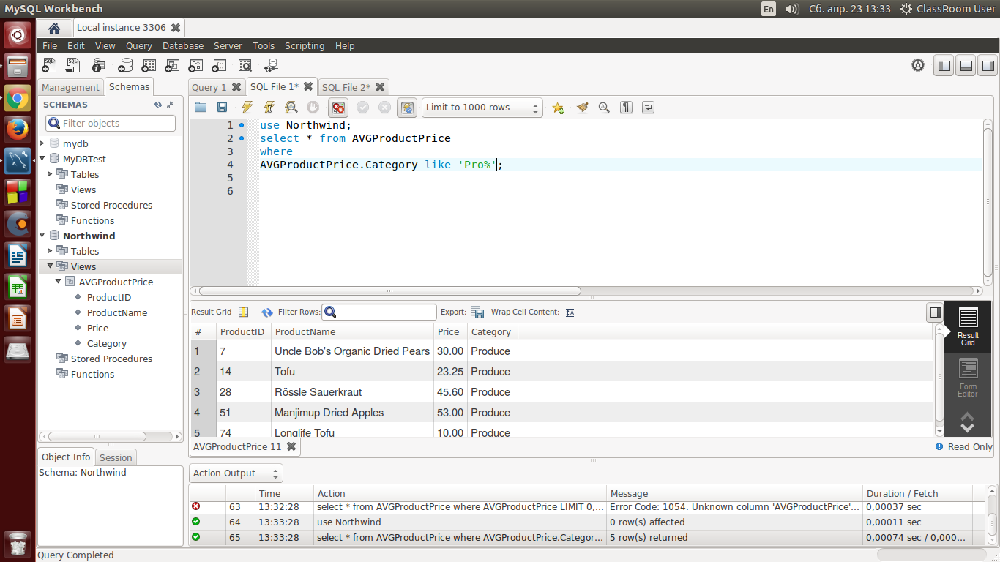 MySQL Workbench
En Сб. апр. 23 13:33 ClassRoom User
Local instance 3306
File Edit View Query Database Server Tools Scripting Help
Management Schemas
Query 1 SQL File 1* SQL File 2*
SCHEMAS
Filter objects
Limit to 1000 rows
mydb
MyDBTest
Tables
Views
Stored Procedures
Functions
Northwind
Tables
Views
AVGProductPrice
ProductID
ProductName
Price
Category
Stored Procedures
Functions
1 use Northwind;
2 select * from AVGProductPrice
3 where
4 AVGProductPrice.Category like 'Pro%';
5
6
Result Grid Filter Rows: Export: Wrap Cell Content:
# ProductID ProductName Price Category
1 7 Uncle Bob's Organic Dried Pears 30.00 Produce
2 14 Tofu 23.25 Produce
3 28 Rössle Sauerkraut 45.60 Produce
4 51 Manjimup Dried Apples 53.00 Produce
5 74 Longlife Tofu 10.00 Produce
Result
Grid
Form
Editor
AVGProductPrice 11
Read Only
Object Info Session
Schema: Northwind
Action Output
Time Action Message Duration / Fetch
63 13:32:28 select * from AVGProductPrice where AVGProductPrice LIMIT 0,... Error Code: 1054. Unknown column 'AVGProductPrice'... 0,00037 sec
64 13:33:28 use Northwind 0 row(s) affected 0,00011 sec
65 13:33:28 select * from AVGProductPrice where AVGProductPrice.Categor... 5 row(s) returned 0,00074 sec / 0,000...
Query Completed